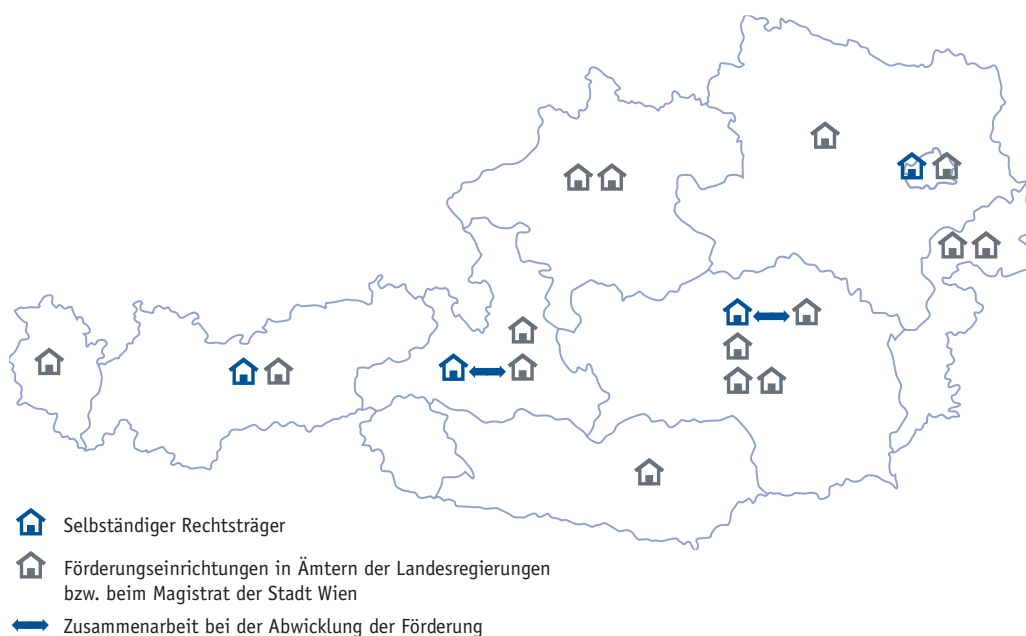 Selbständiger Rechtsträger
Förderungseinrichtungen in Ämtern der Landesregierungen
bzw. beim Magistrat der Stadt Wien
Zusammenarbeit bei der Abwicklung der Förderung